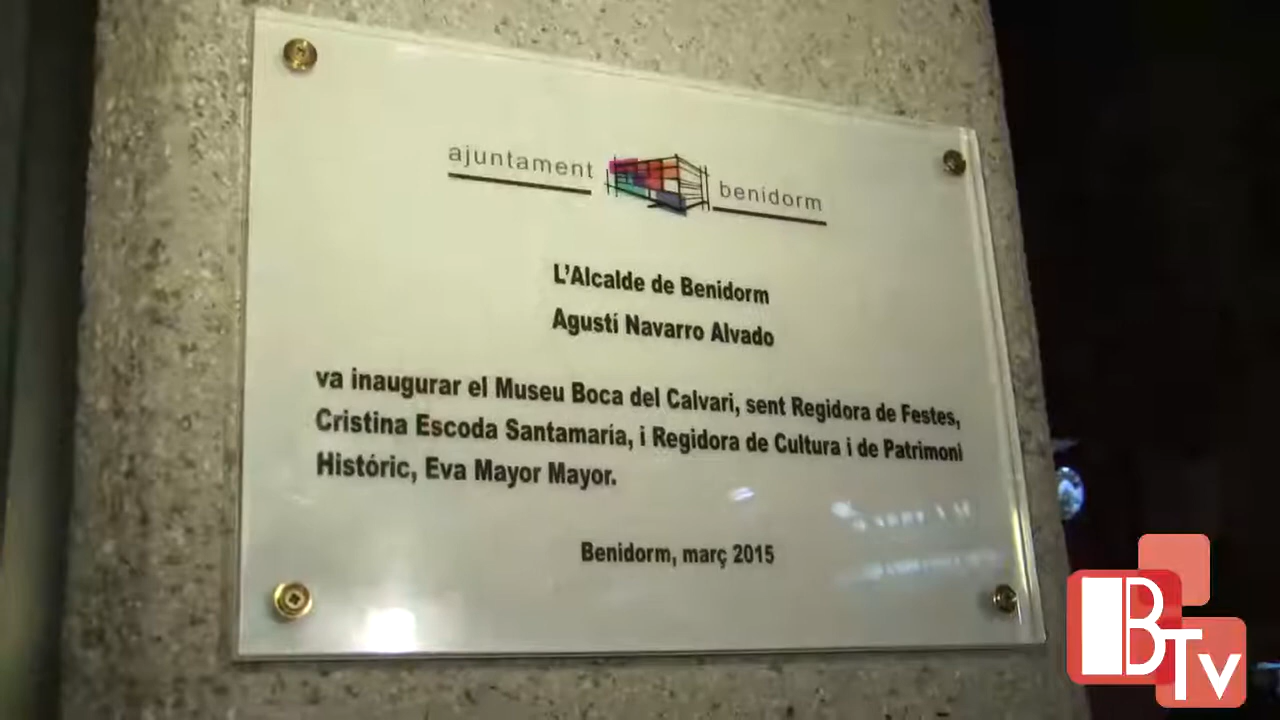 ajuntament benidorm
L'Alcalde de Benidorm
Agustí Navarro Alvado
va inaugurar el Museu Boca del Calvari, sent Regidora de Festes,
Cristina Escoda Santamaría, i Regidora de Cultura i de Patrimoni
Históric, Eva Mayor Mayor.
Benidorm, març 2015
BTv